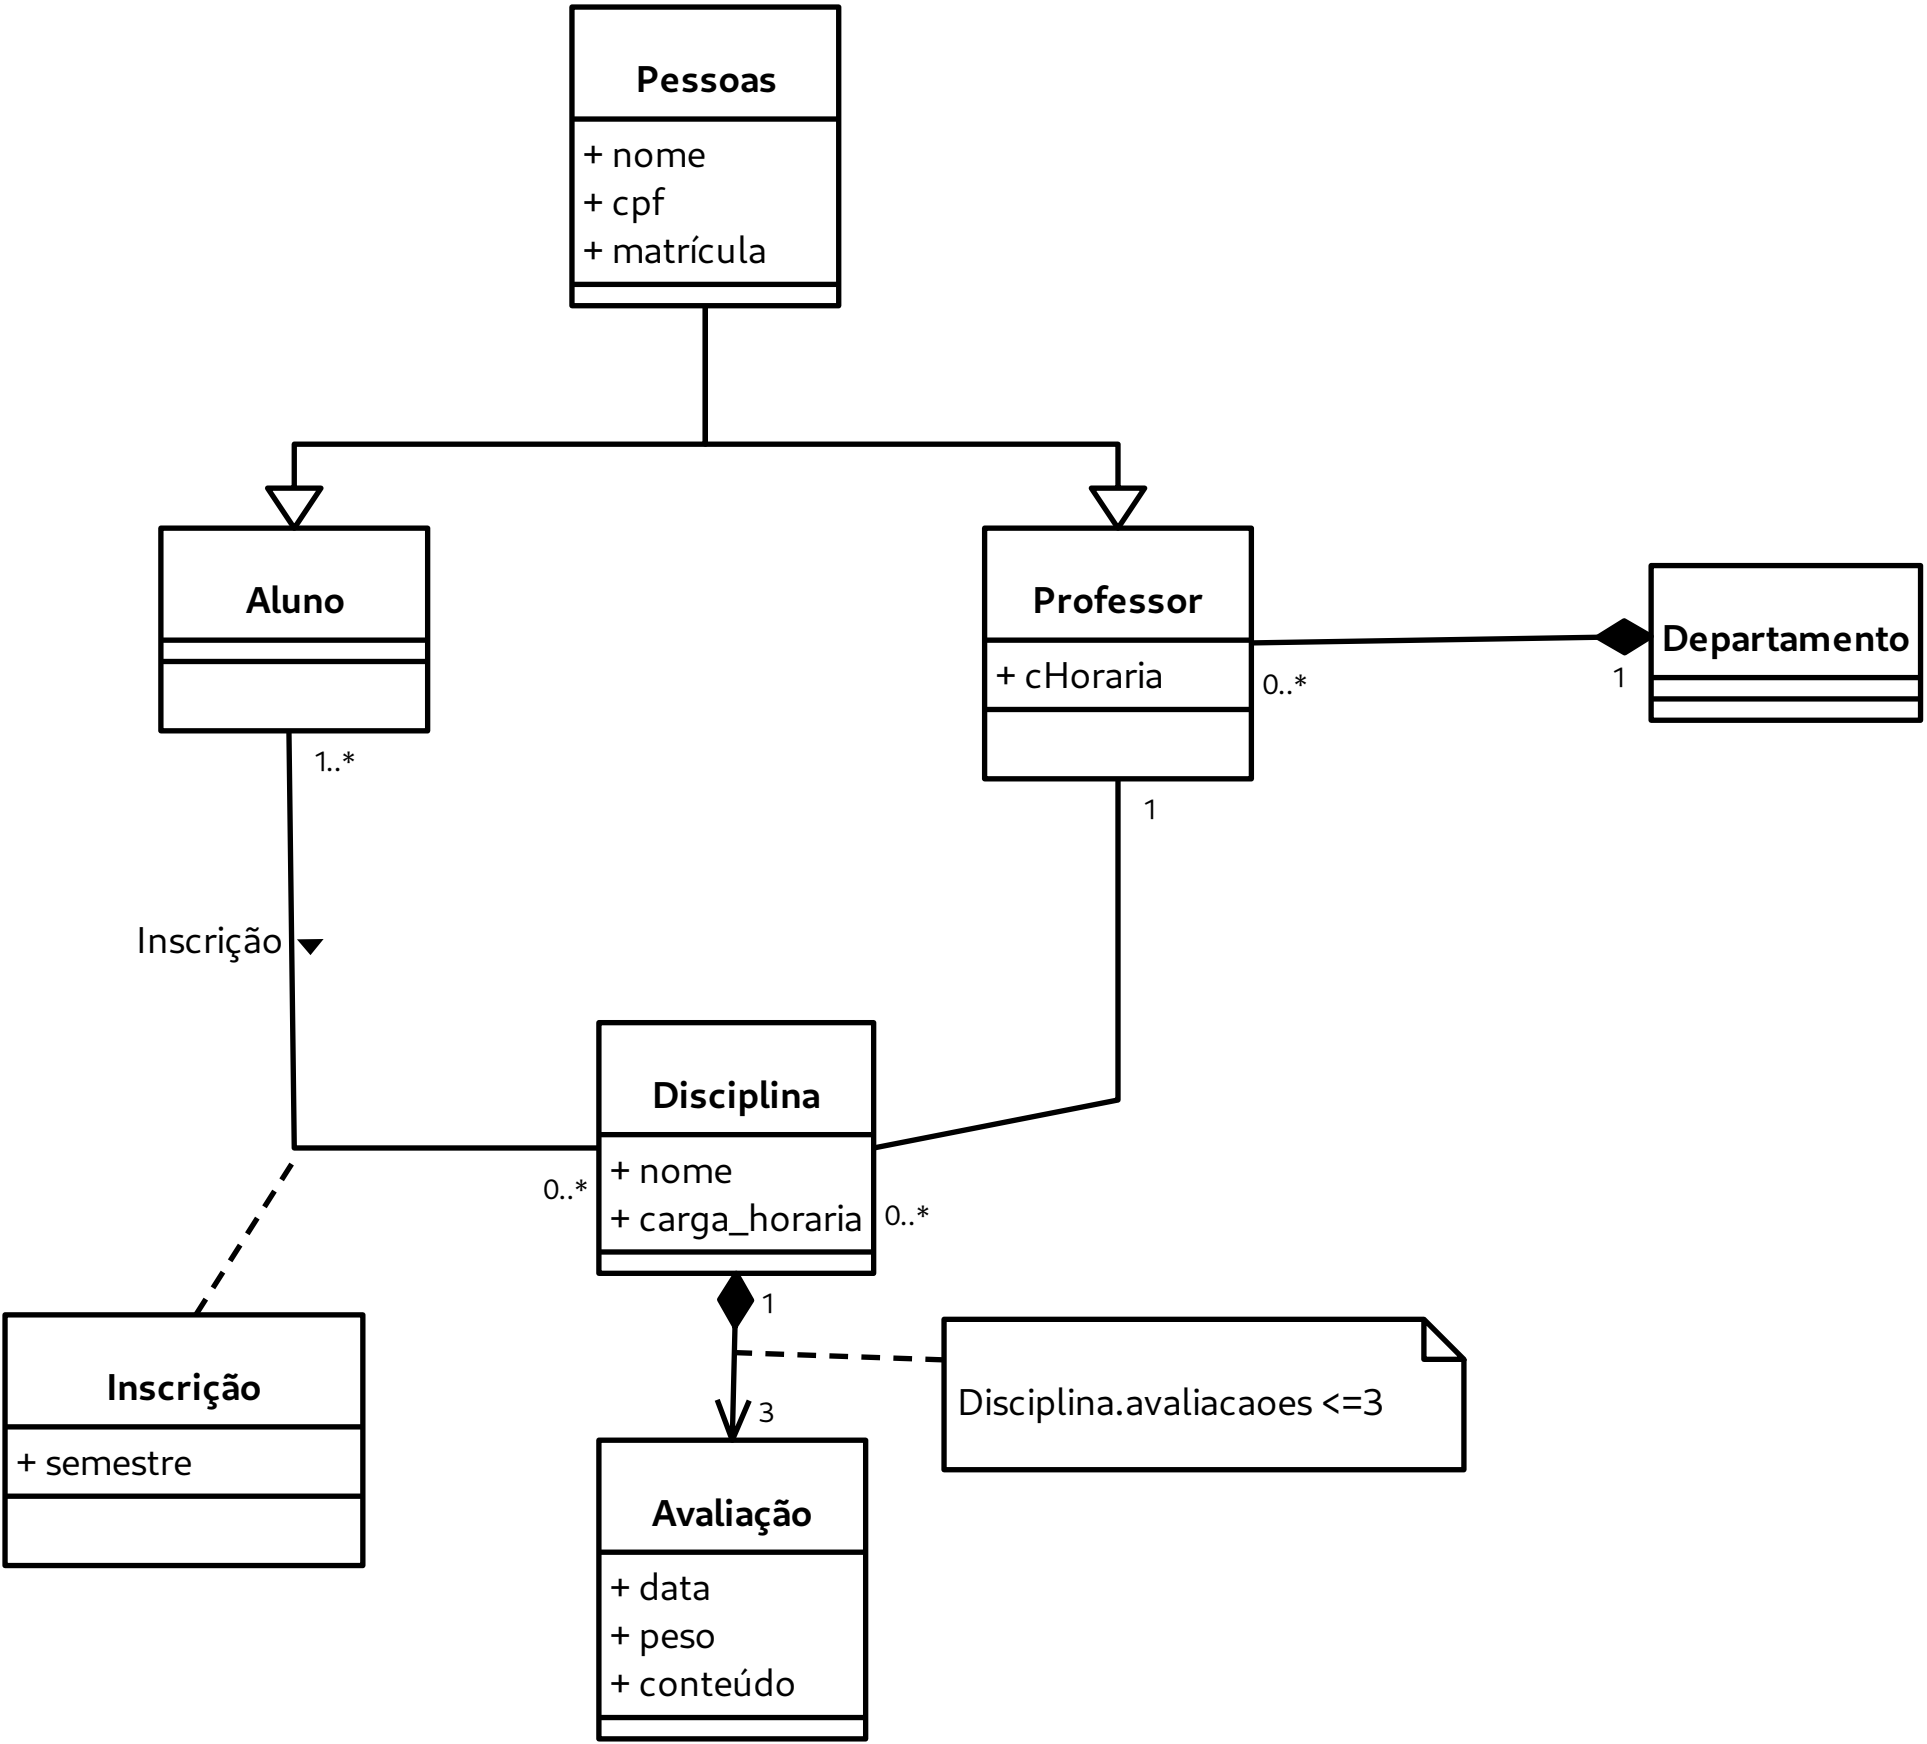 Pessoas
+ nome
+ cpf
+ matrícula
Aluno
Professor
+ cHoraria
Departamento
0..*
1
1..*
1
Inscrição
Disciplina
+ nome
+ carga_horaria
0..*
0..*
1
Inscrição
+ semestre
Disciplina.avaliacaoes <=3
3
Avaliação
+ data
+ peso
+ conteúdo